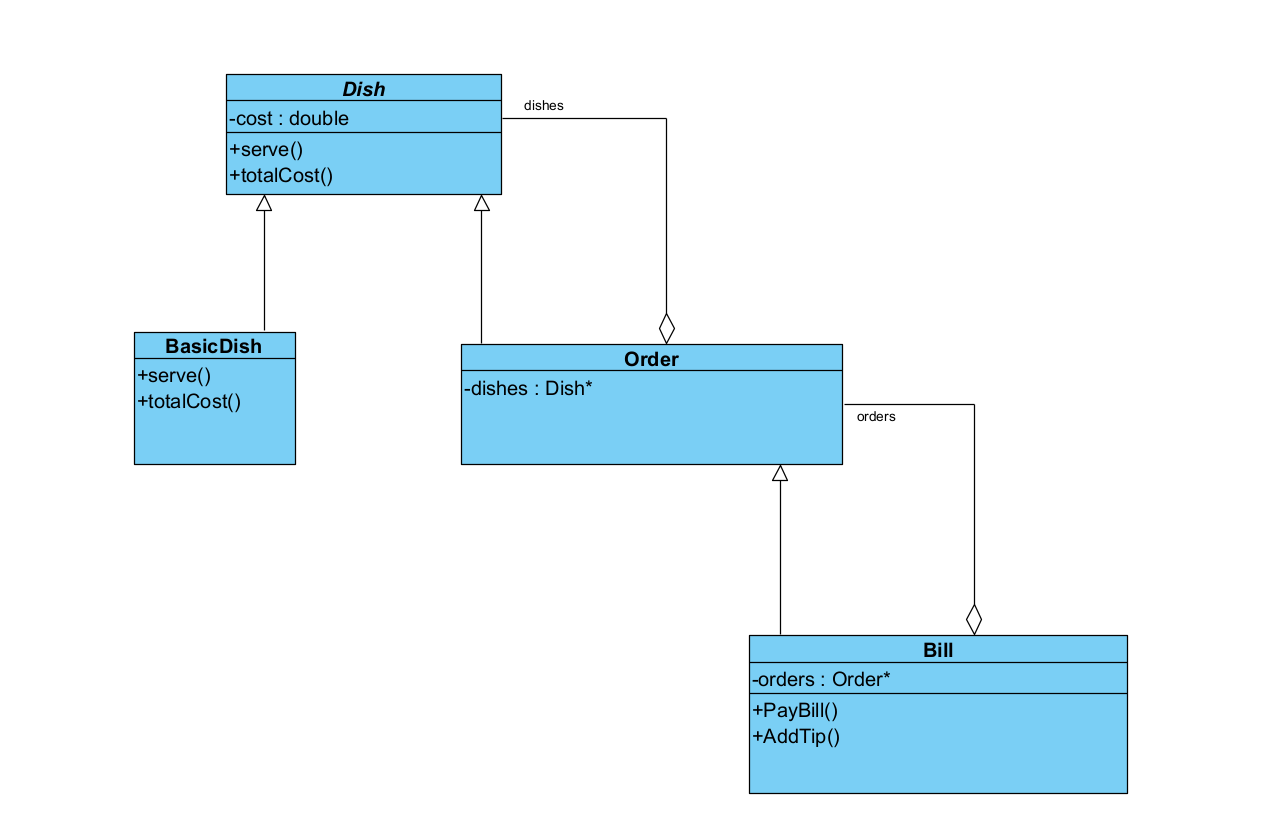 Dish
-cost : double
+serve()
+totalCost()
dishes
BasicDish
+serve()
+totalCost()
Order
-dishes : Dish*
orders
Bill
-orders : Order*
+PayBill()
+AddTip()